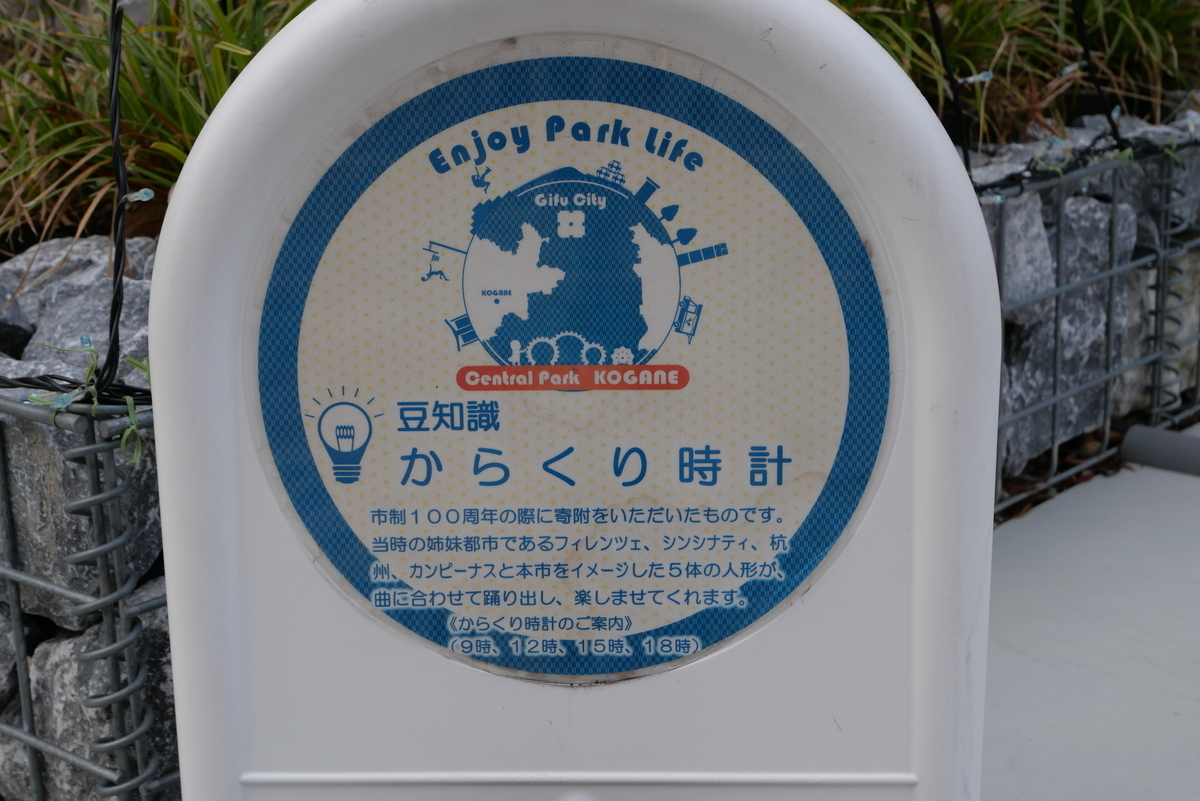 Enjoy Park Life
Gifu City
KOGANE
Central Park KOGANE
豆知識
からくり時計
市制１００周年の際に寄附をいただいたものです。
当時の姉妹都市であるフィレンツェ、シンシナティ、杭
州、カンピーナスと本市をイメージした５体の人形が、
曲に合わせて踊り出し、楽しませてくれます。
《からくり時計のご案内》
（９時、１２時、１５時、１８時）